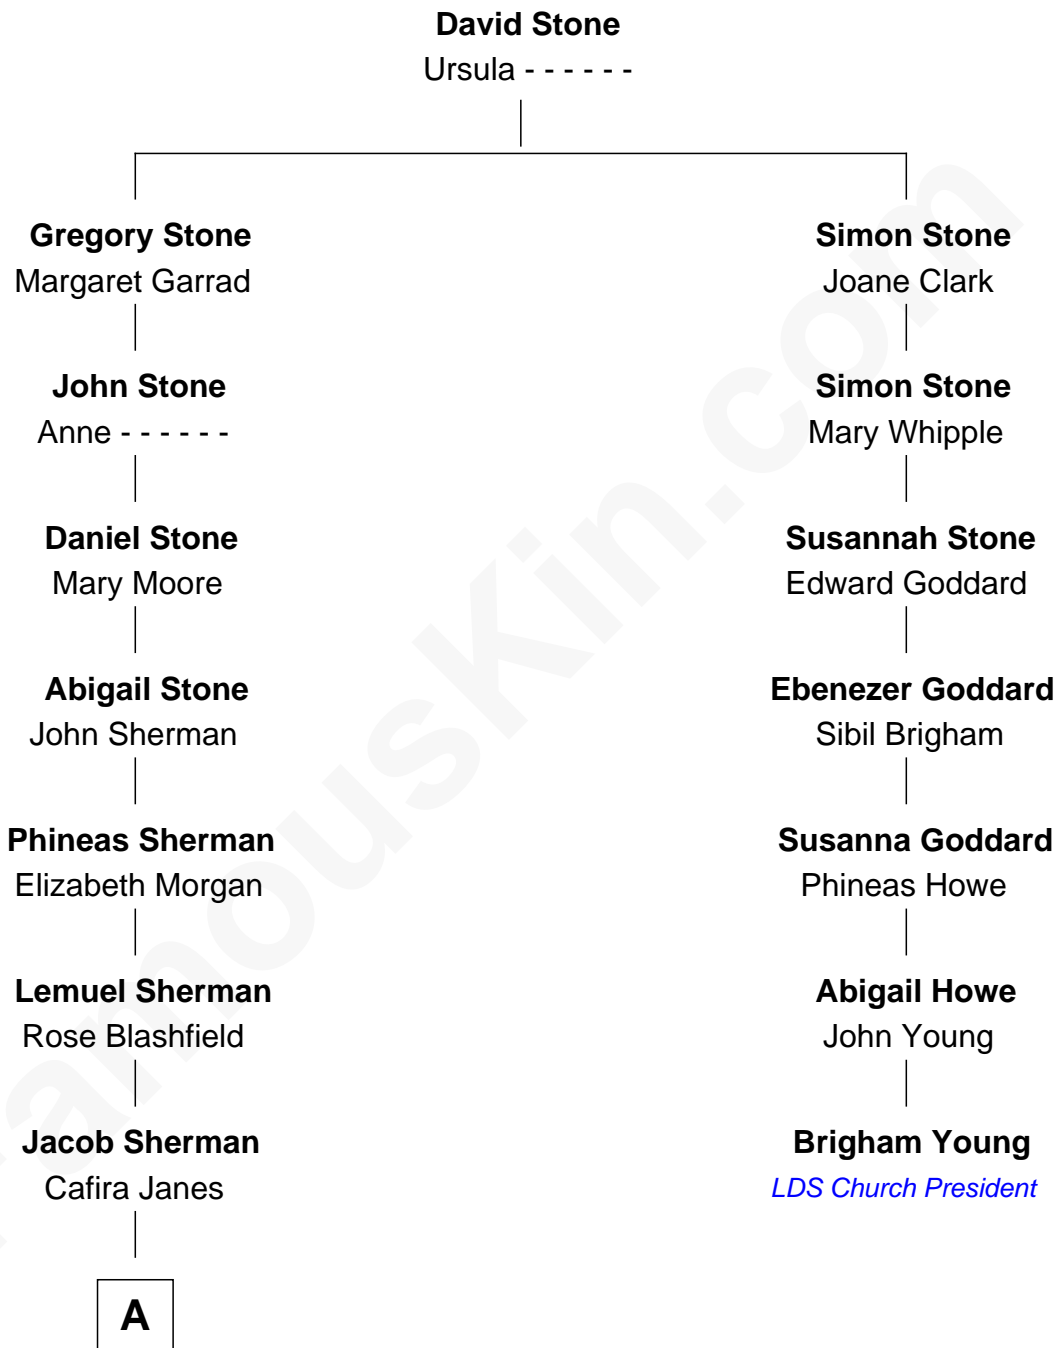 David Stone
Ursula - - - - - -
Gregory Stone
Margaret Garrad
John Stone
Anne - - - - - -
Daniel Stone
Mary Moore
Abigail Stone
John Sherman
Phineas Sherman
Elizabeth Morgan
Lemuel Sherman
Rose Blashfield
Jacob Sherman
Cafira Janes
A
Simon Stone
Joane Clark
Simon Stone
Mary Whipple
Susannah Stone
Edward Goddard
Ebenezer Goddard
Sibil Brigham
Susanna Goddard
Phineas Howe
Abigail Howe
John Young
Brigham Young
LDS Church President
FamousKin.com